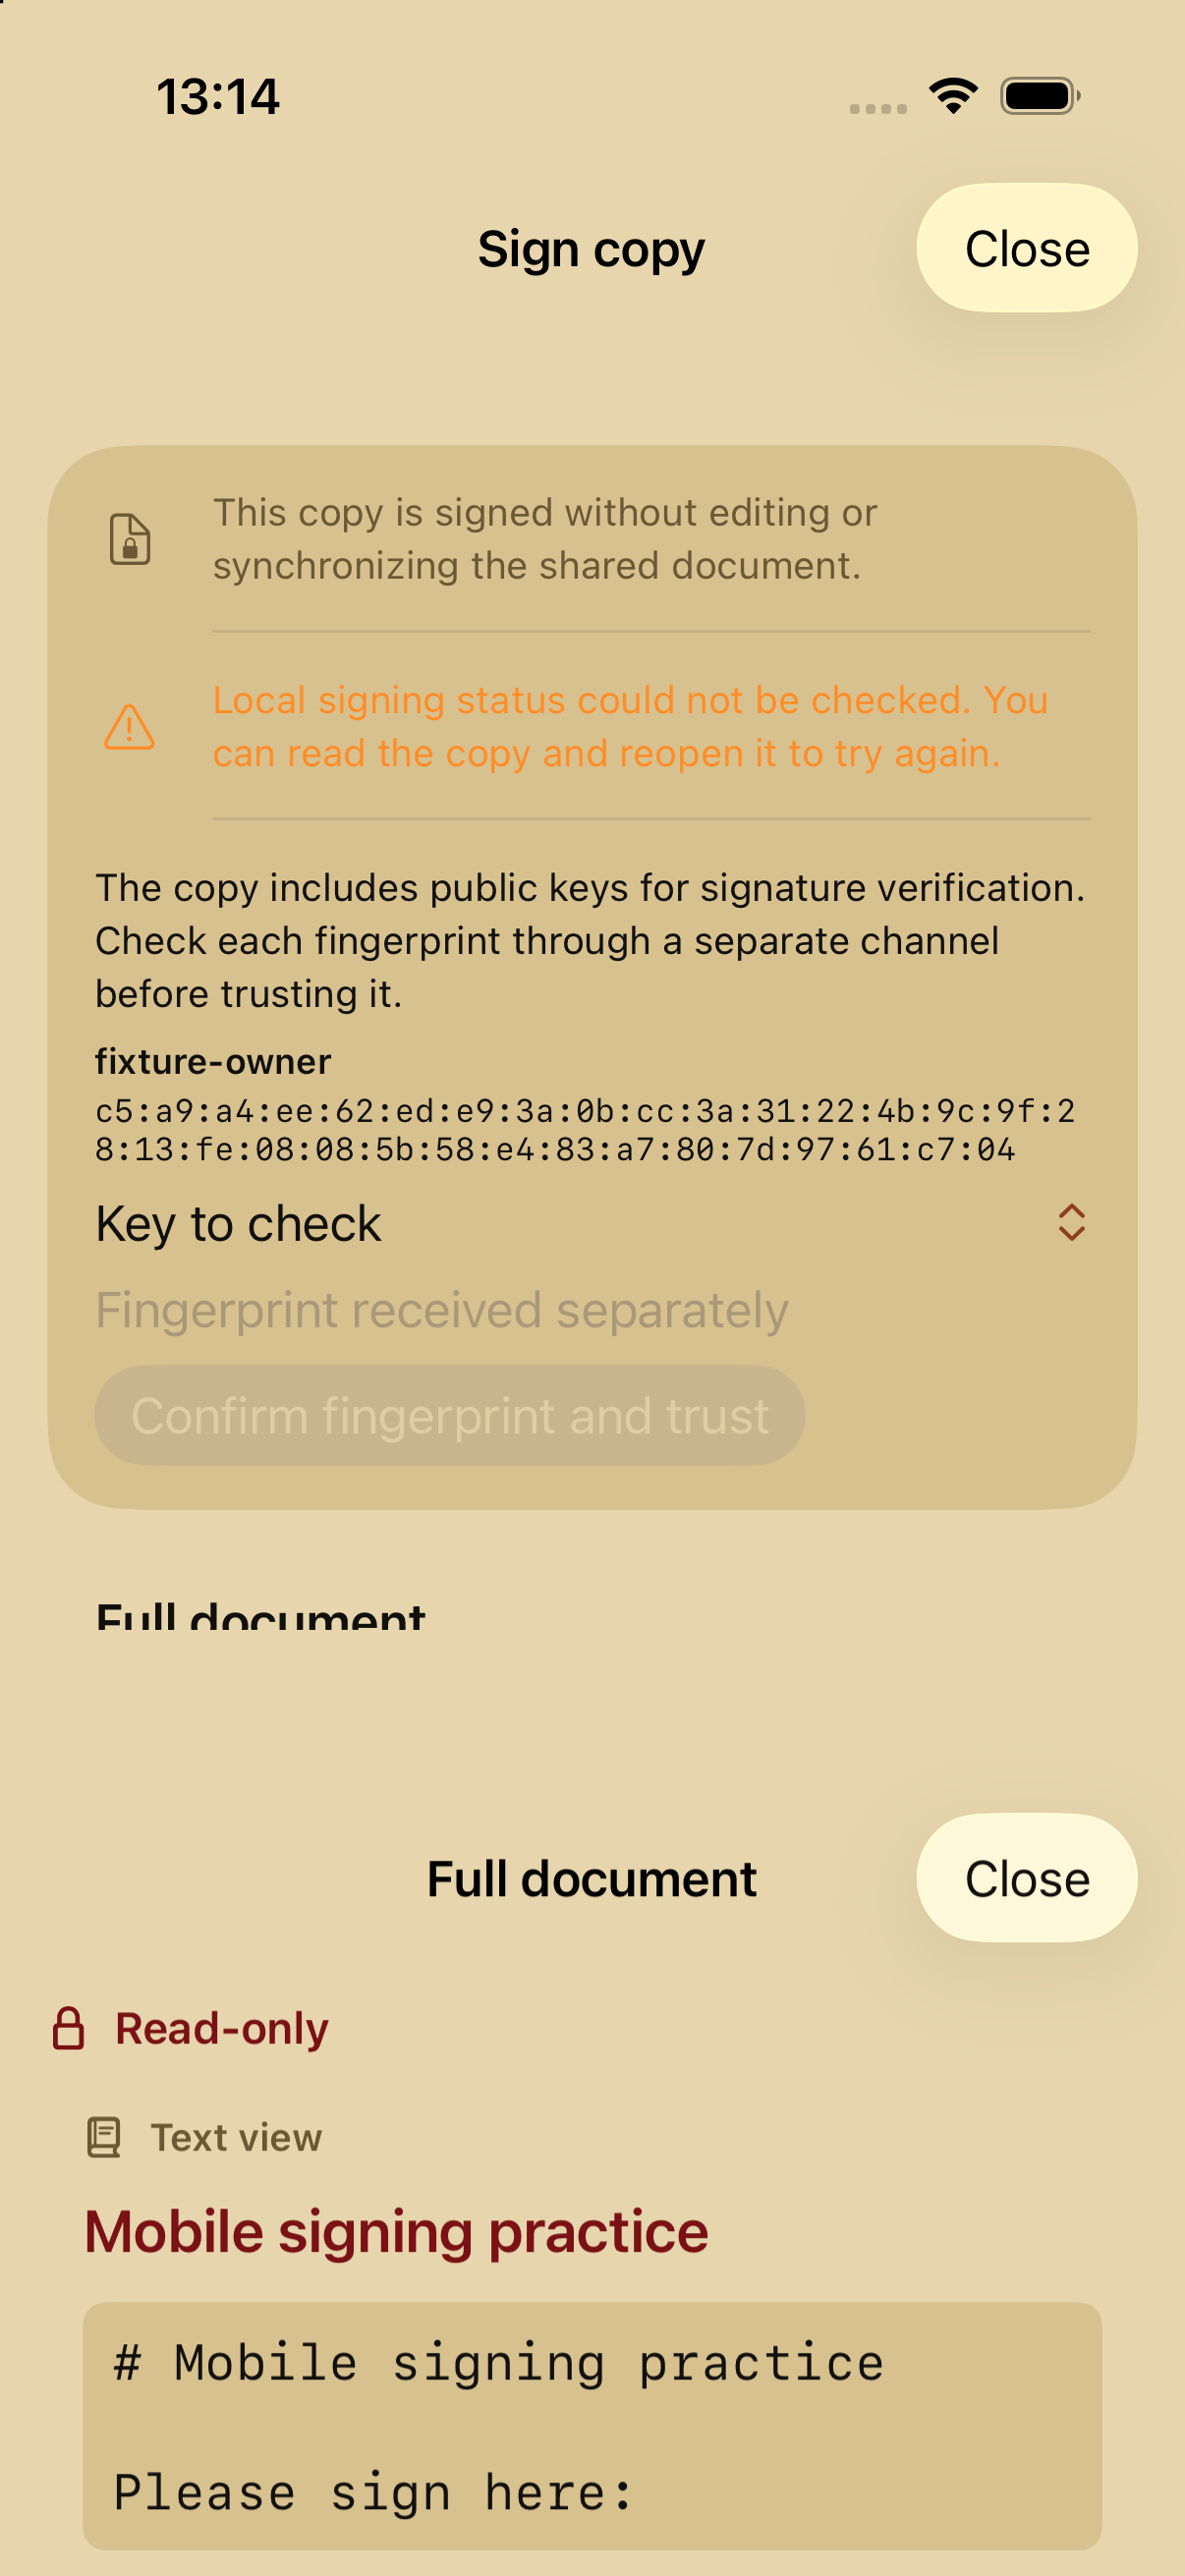 13:14
Sign copy
Close
This copy is signed without editing or
synchronizing the shared document.
Local signing status could not be checked. You
can read the copy and reopen it to try again.
The copy includes public keys for signature verification.
Check each fingerprint through a separate channel
before trusting it.
fixture-owner
c5:a9:a4:ee:62:ed:e9:3a:0b:cc:3a:31:22:4b:9c:9f:2
8:13:fe:08:08:5b:58:e4:83:a7:80:7d:97:61:c7:04
Key to check
Fingerprint received separately
Confirm fingerprint and trust
Full document
Full document
Close
Read-only
Text view
Mobile signing practice
# Mobile signing practice
Please sign here: